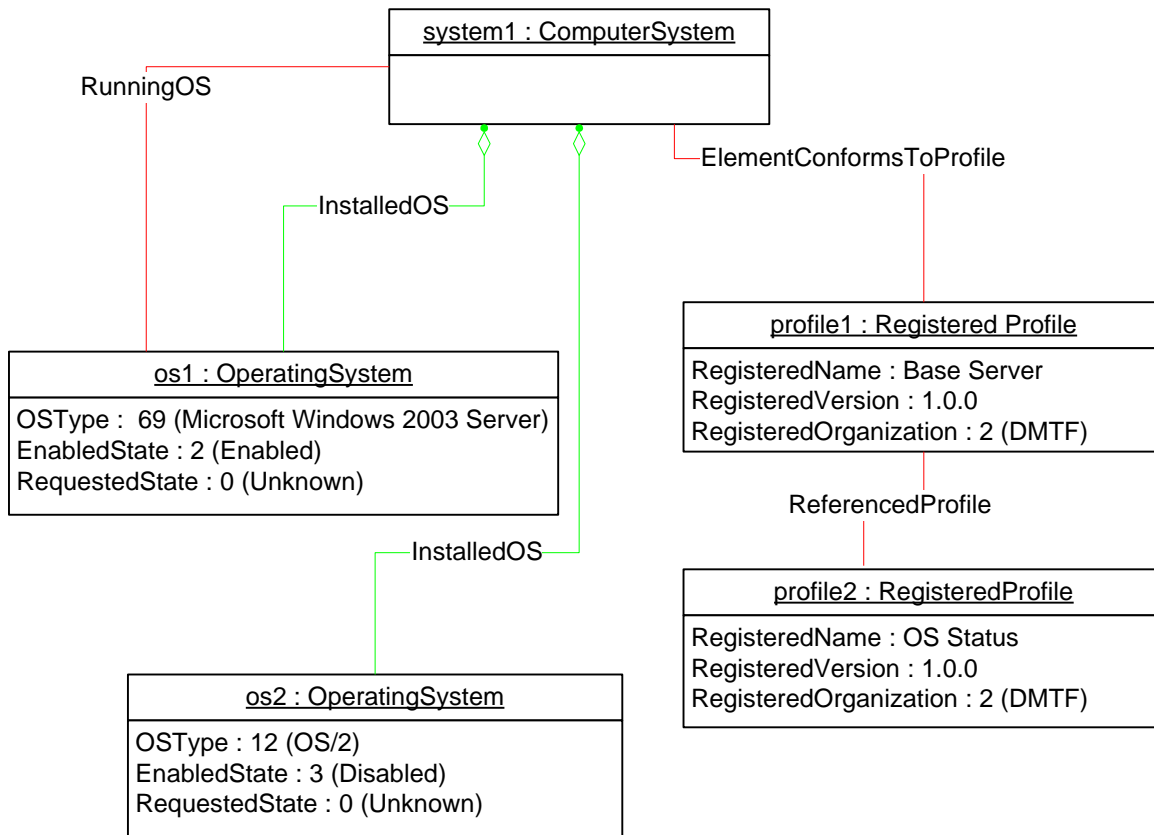 system1 : ComputerSystem
RunningOS
ElementConformsToProfile
InstalledOS
profile1 : Registered Profile
RegisteredName : Base Server
RegisteredVersion : 1.0.0
RegisteredOrganization : 2 (DMTF)
os1 : OperatingSystem
OSType :  69 (Microsoft Windows 2003 Server)
EnabledState : 2 (Enabled)
RequestedState : 0 (Unknown)
ReferencedProfile
InstalledOS
profile2 : RegisteredProfile
RegisteredName : OS Status
RegisteredVersion : 1.0.0
RegisteredOrganization : 2 (DMTF)
os2 : OperatingSystem
OSType : 12 (OS/2)
EnabledState : 3 (Disabled)
RequestedState : 0 (Unknown)